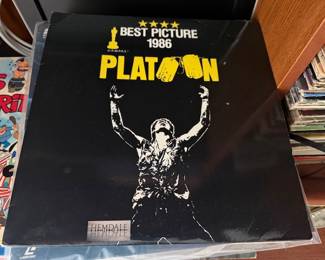 BEST PICTURE
1986
PLATOON
HEMDALE